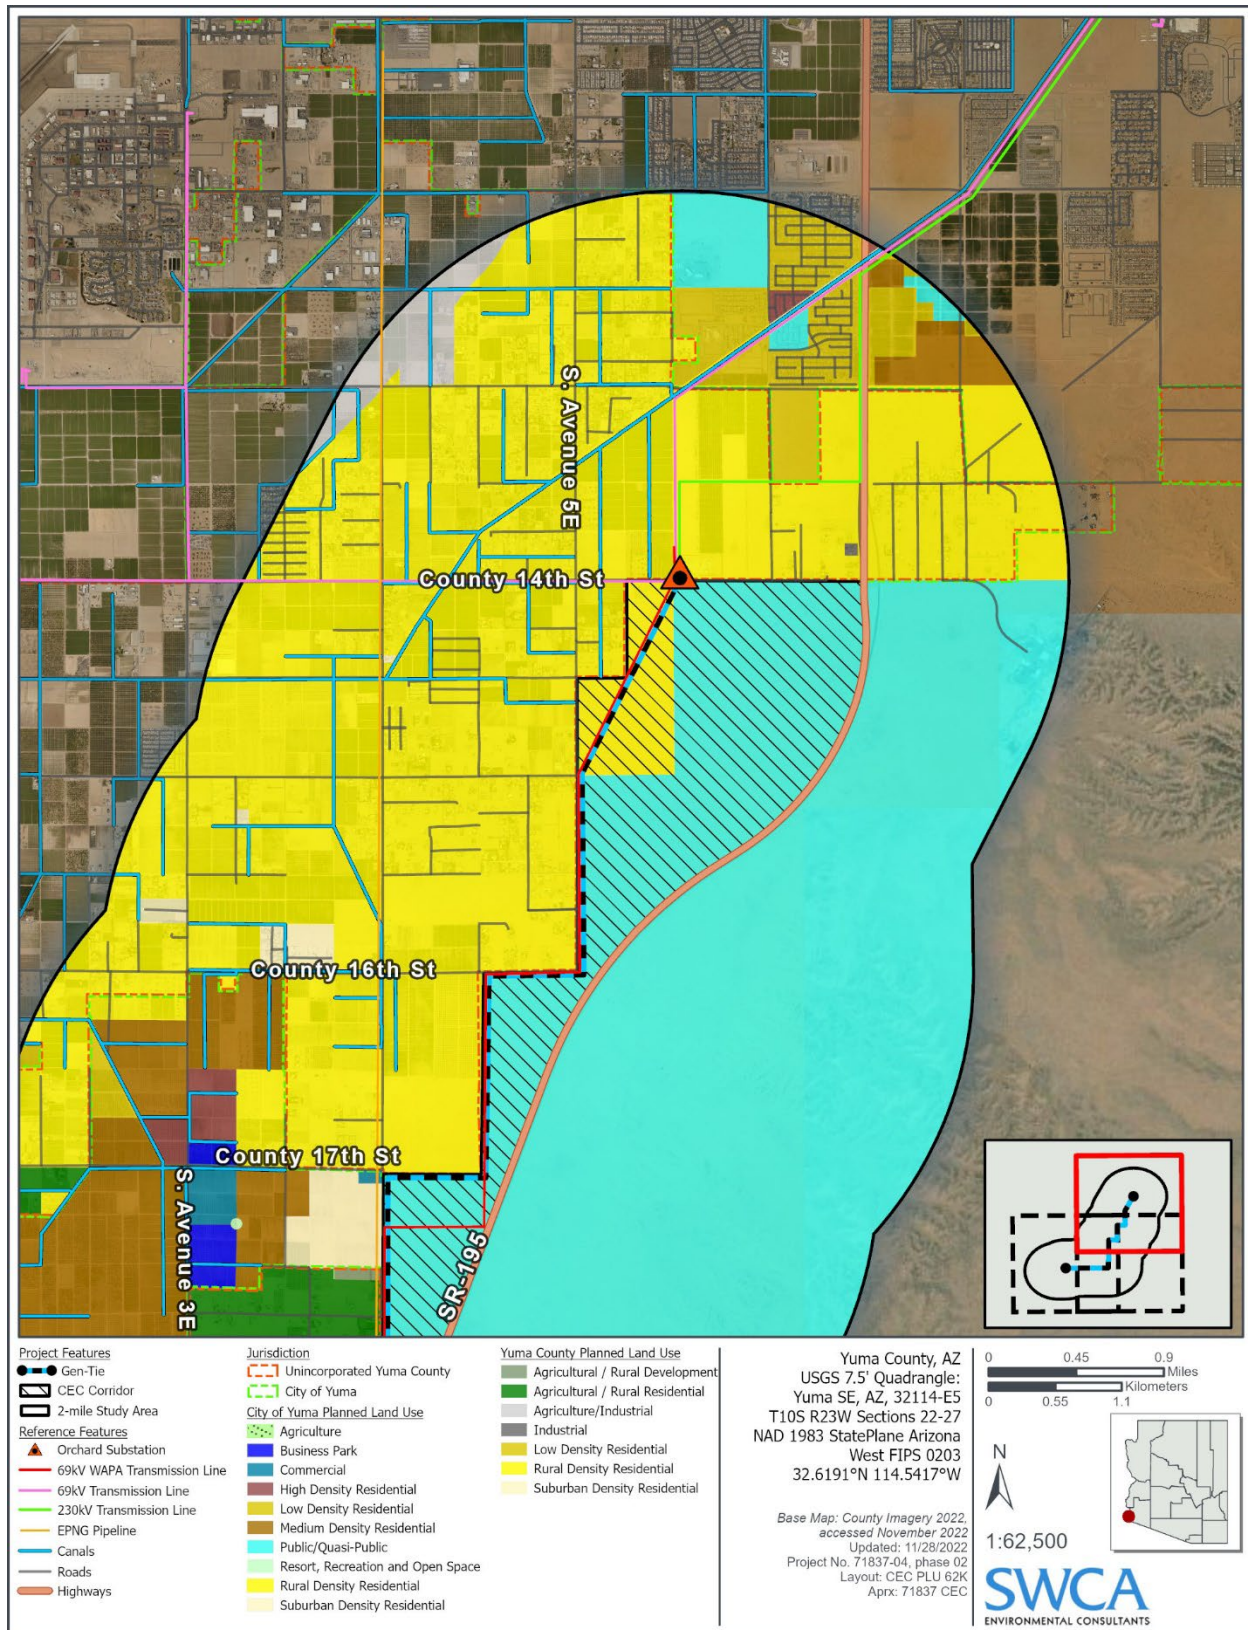 S. Avenue 5E
County 14th St
County 16th St
County 17th St
S. Avenue 3E
SR-195
Project Features
Gen-Tie
CEC Corridor
2-mile Study Area
Reference Features
Orchard Substation
69kV WAPA Transmission Line
69kV Transmission Line
230kV Transmission Line
EPNG Pipeline
Canals
Roads
Highways
Jurisdiction
Unincorporated Yuma County
City of Yuma
City of Yuma Planned Land Use
Agriculture
Business Park
Commercial
High Density Residential
Low Density Residential
Medium Density Residential
Public/Quasi-Public
Resort, Recreation and Open Space
Rural Density Residential
Suburban Density Residential
Yuma County Planned Land Use
Agricultural / Rural Development
Agricultural / Rural Residential
Agriculture/Industrial
Industrial
Low Density Residential
Rural Density Residential
Suburban Density Residential
Yuma County, AZ
USGS 7.5' Quadrangle:
Yuma SE, AZ, 32114-E5
T10S R23W Sections 22-27
NAD 1983 StatePlane Arizona
West FIPS 0203
32.6191°N 114.5417°W
Base Map: County Imagery 2022,
accessed November 2022
Updated: 11/28/2022
Project No. 71837-04, phase 02
Layout: CEC PLU 62K
Aprx: 71837 CEC
0 0.45 0.9
Miles
Kilometers
0 0.55 1.1
N
1:62,500
SWCA
ENVIRONMENTAL CONSULTANTS